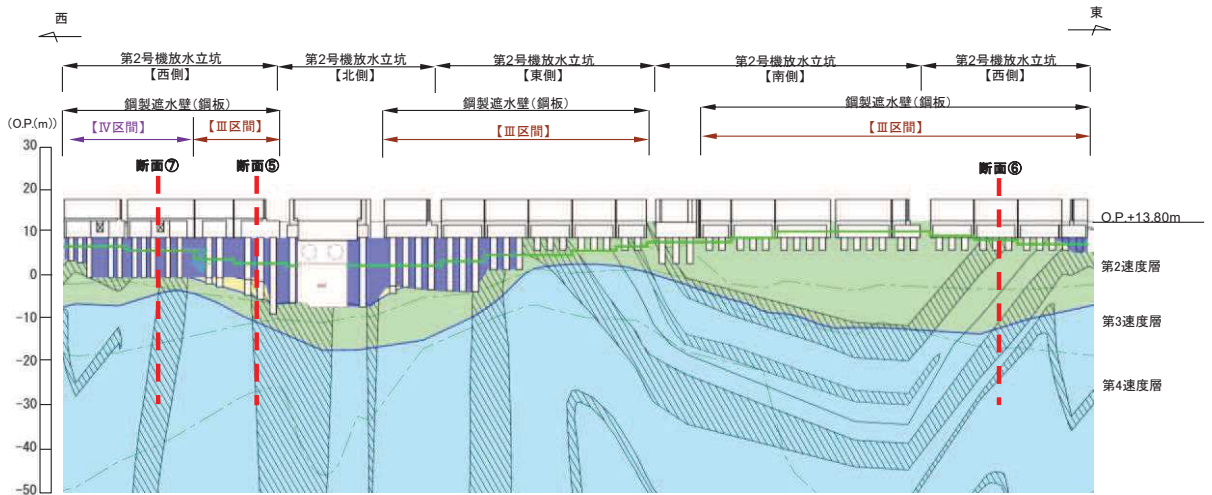 西
東
第2号機放水立坑
【西側】
第2号機放水立坑
【北側】
第2号機放水立坑
【東側】
第2号機放水立坑
【南側】
第2号機放水立坑
【西側】
鋼製遮水壁(鋼板)
鋼製遮水壁(鋼板)
鋼製遮水壁(鋼板)
(O.P.(m))
【Ⅳ区間】
【Ⅲ区間】
【Ⅲ区間】
【Ⅲ区間】
30
断面⑦
断面⑤
断面⑥
20
O.P.+13.80m
10
第2速度層
0
-10
第3速度層
-20
第4速度層
-30
-40
-50